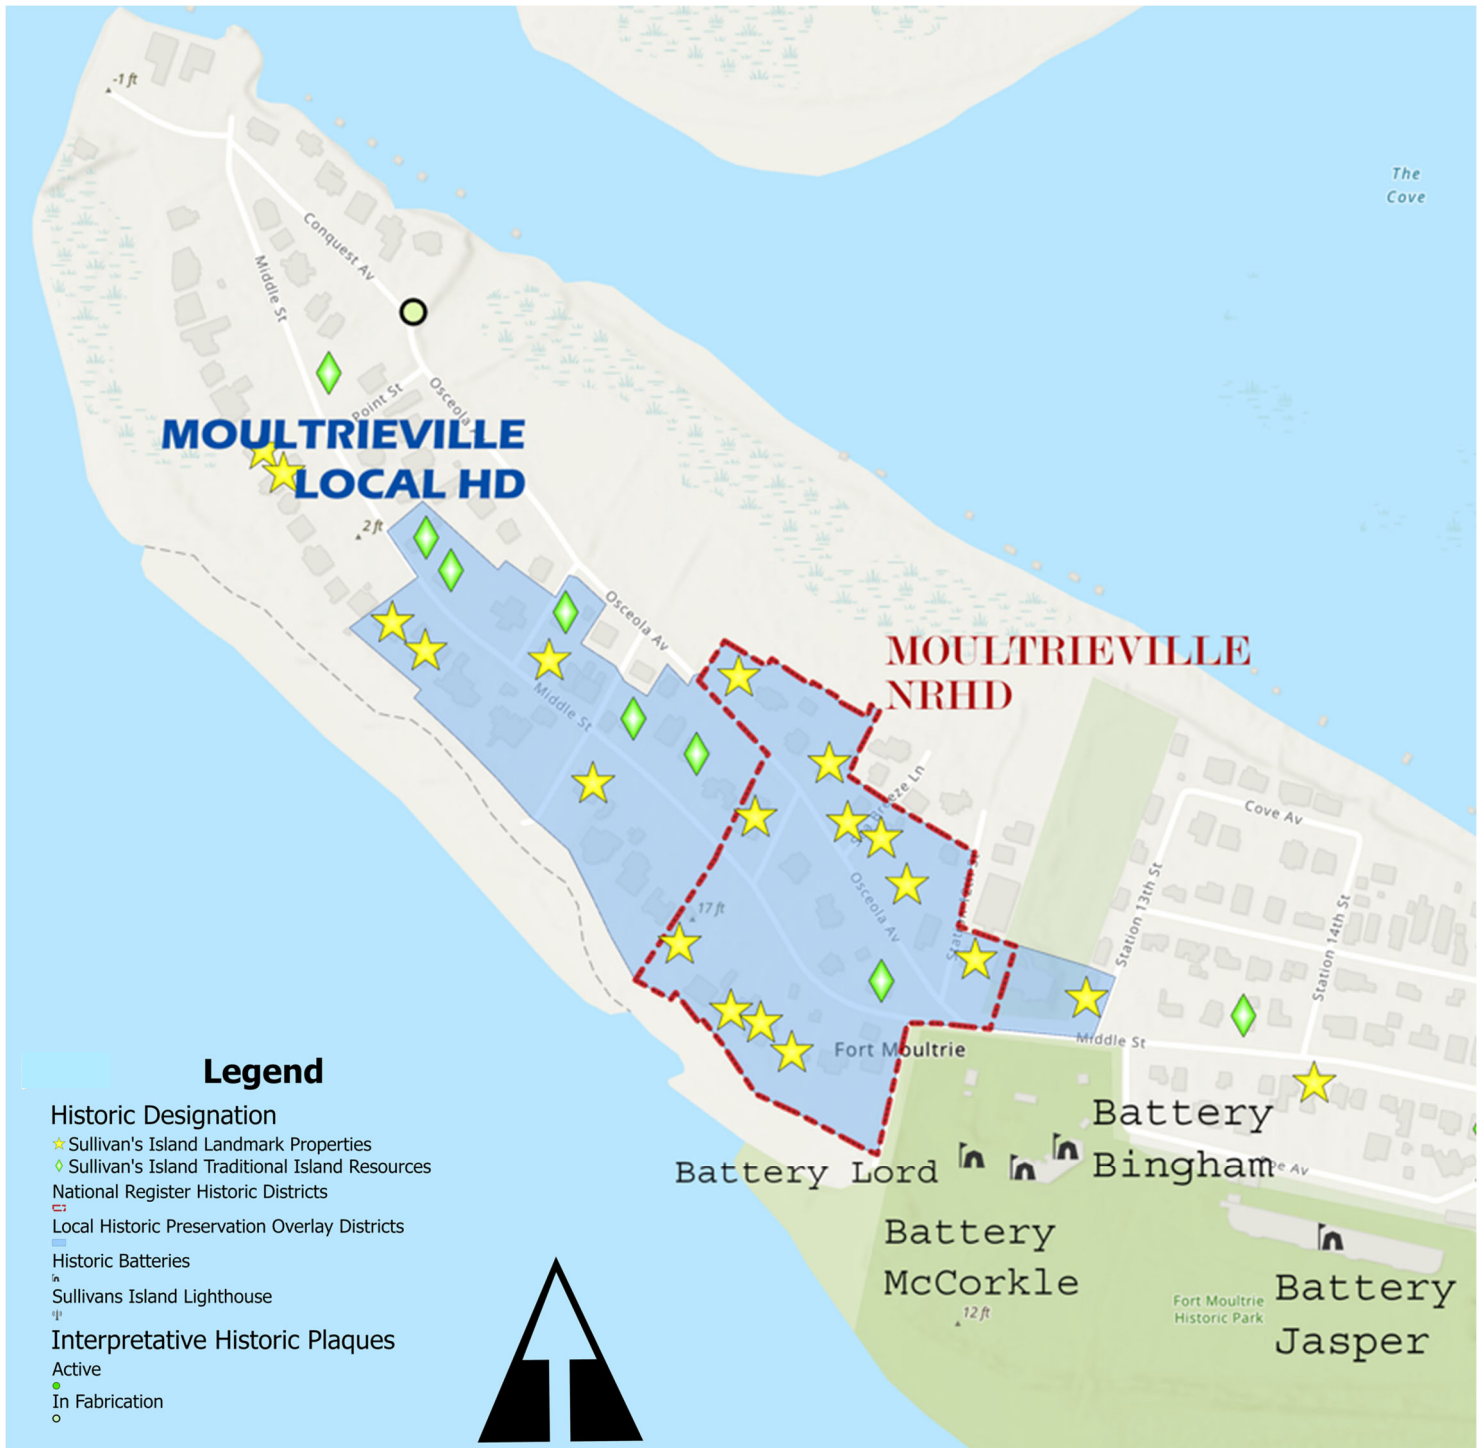 -1 ft
The
Cove
Conquest Av
Middle St
Point St
Osceola
MOULTRIEVILLE
LOCAL HD
2 ft
Osceola Av
MOULTRIEVILLE
NRHD
Middle St
Breeze Ln
Cove Av
Osceola Av
17 ft
Station 13th St
Station 14th St
Middle St
Fort Moultrie
Battery
Bingham
Battery Lord
Battery
McCorkle
12 ft
Fort Moultrie
Historic Park
Battery
Jasper
Legend
Historic Designation
Sullivan's Island Landmark Properties
Sullivan's Island Traditional Island Resources
National Register Historic Districts
Local Historic Preservation Overlay Districts
Historic Batteries
Sullivans Island Lighthouse
Interpretative Historic Plaques
Active
In Fabrication